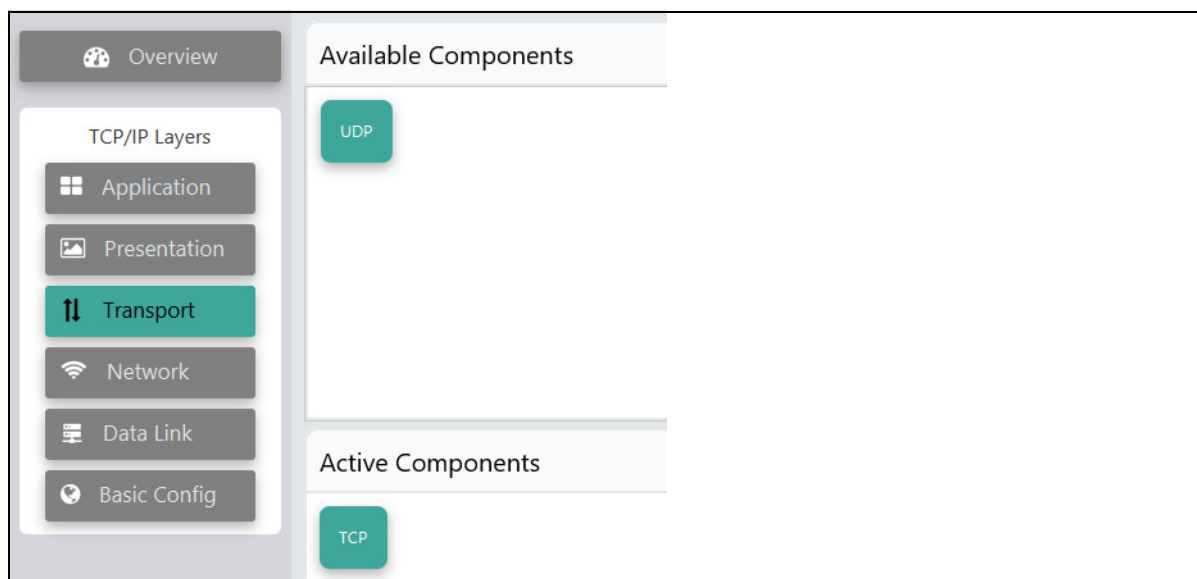 Overview
TCP/IP Layers
Application
Presentation
Transport
Network
Data Link
Basic Config
Available Components
UDP
Active Components
TCP